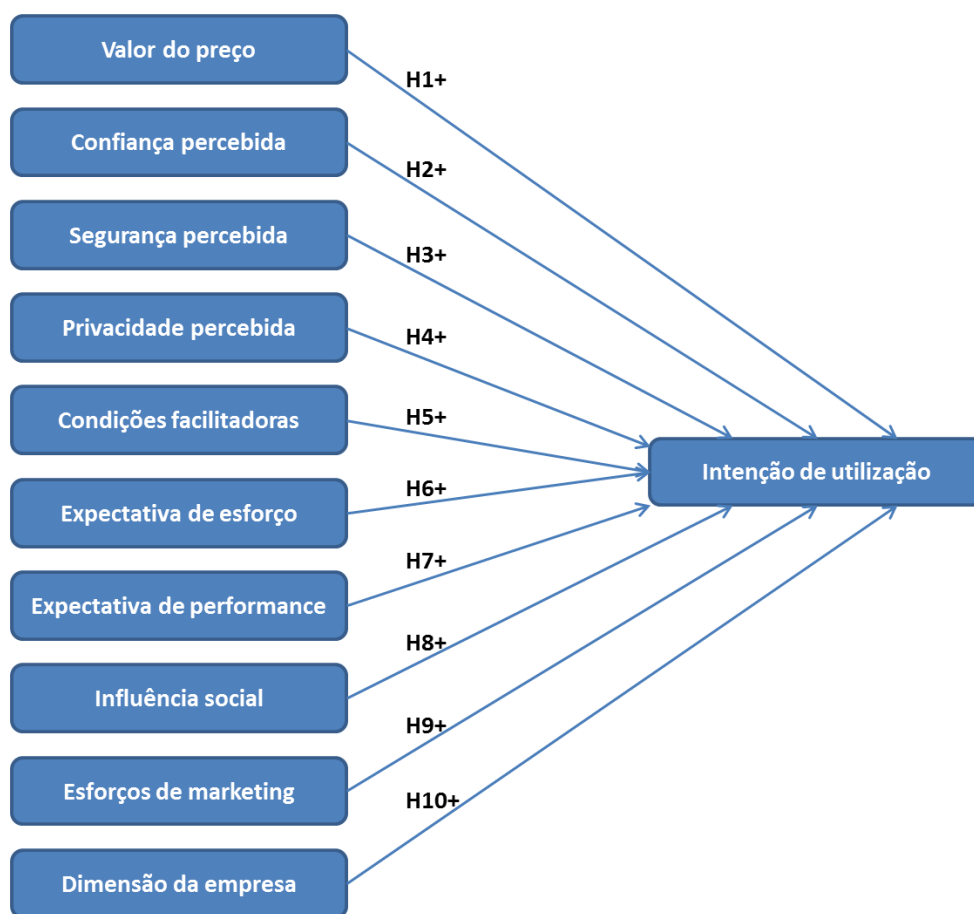 Valor do preço
H1+
Confiança percebida
H2+
Segurança percebida
H3+
Privacidade percebida
H4+
Condições facilitadoras
H5+
Intenção de utilização
H6+
Expectativa de esforço
H7+
Expectativa de performance
H8+
Influência social
H9+
Esforços de marketing
H10+
Dimensão da empresa